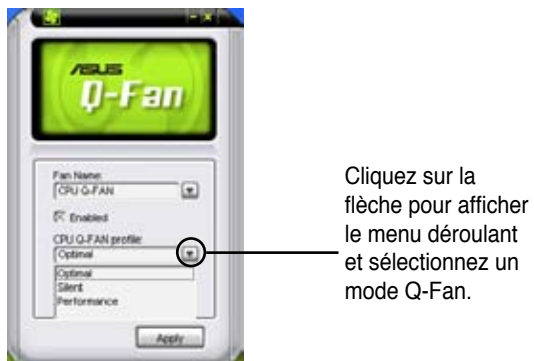 ASUS
Q-Fan
Fan Name:
CPU Q-FAN
Enabled
CPU Q-FAN profile:
Optimal
Optimal
Silent
Performance
Apply
Cliquez sur la
flèche pour afficher
le menu déroulant
et sélectionnez un
mode Q-Fan.